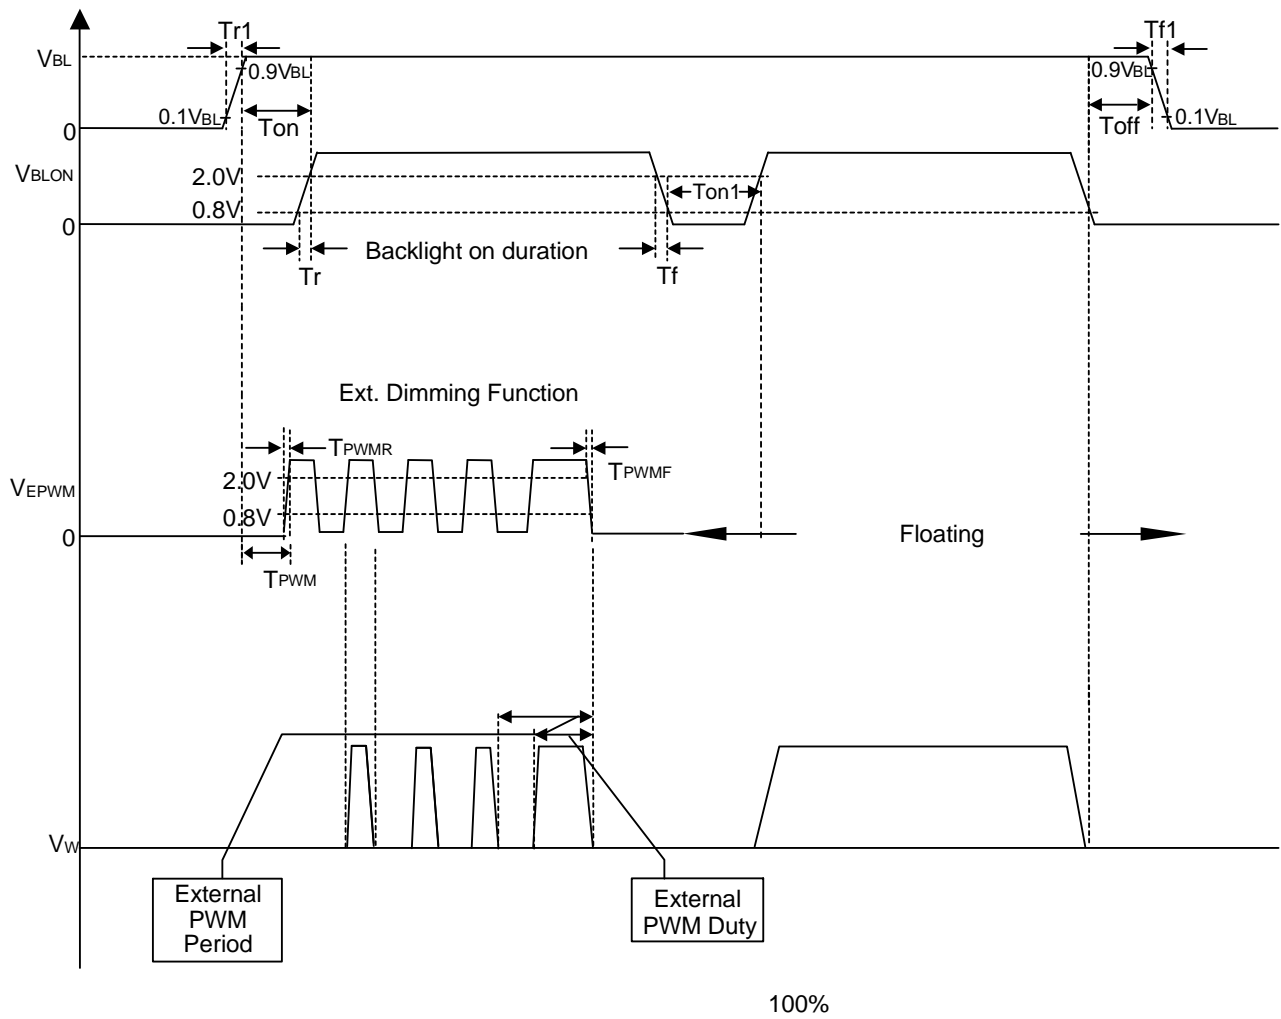 Tr1
Tf1
VBL
0.9VBL
0.9VBL
0.1VBL
Ton
Toff
0.1VBL
0
VBLON
2.0V
Ton1
0.8V
0
Backlight on duration
Tr
Tf
Ext. Dimming Function
TPWMR
TPWMF
2.0V
VEPWM
0.8V
0
Floating
TPWM
VW
External
PWM
Period
External
PWM Duty
100%